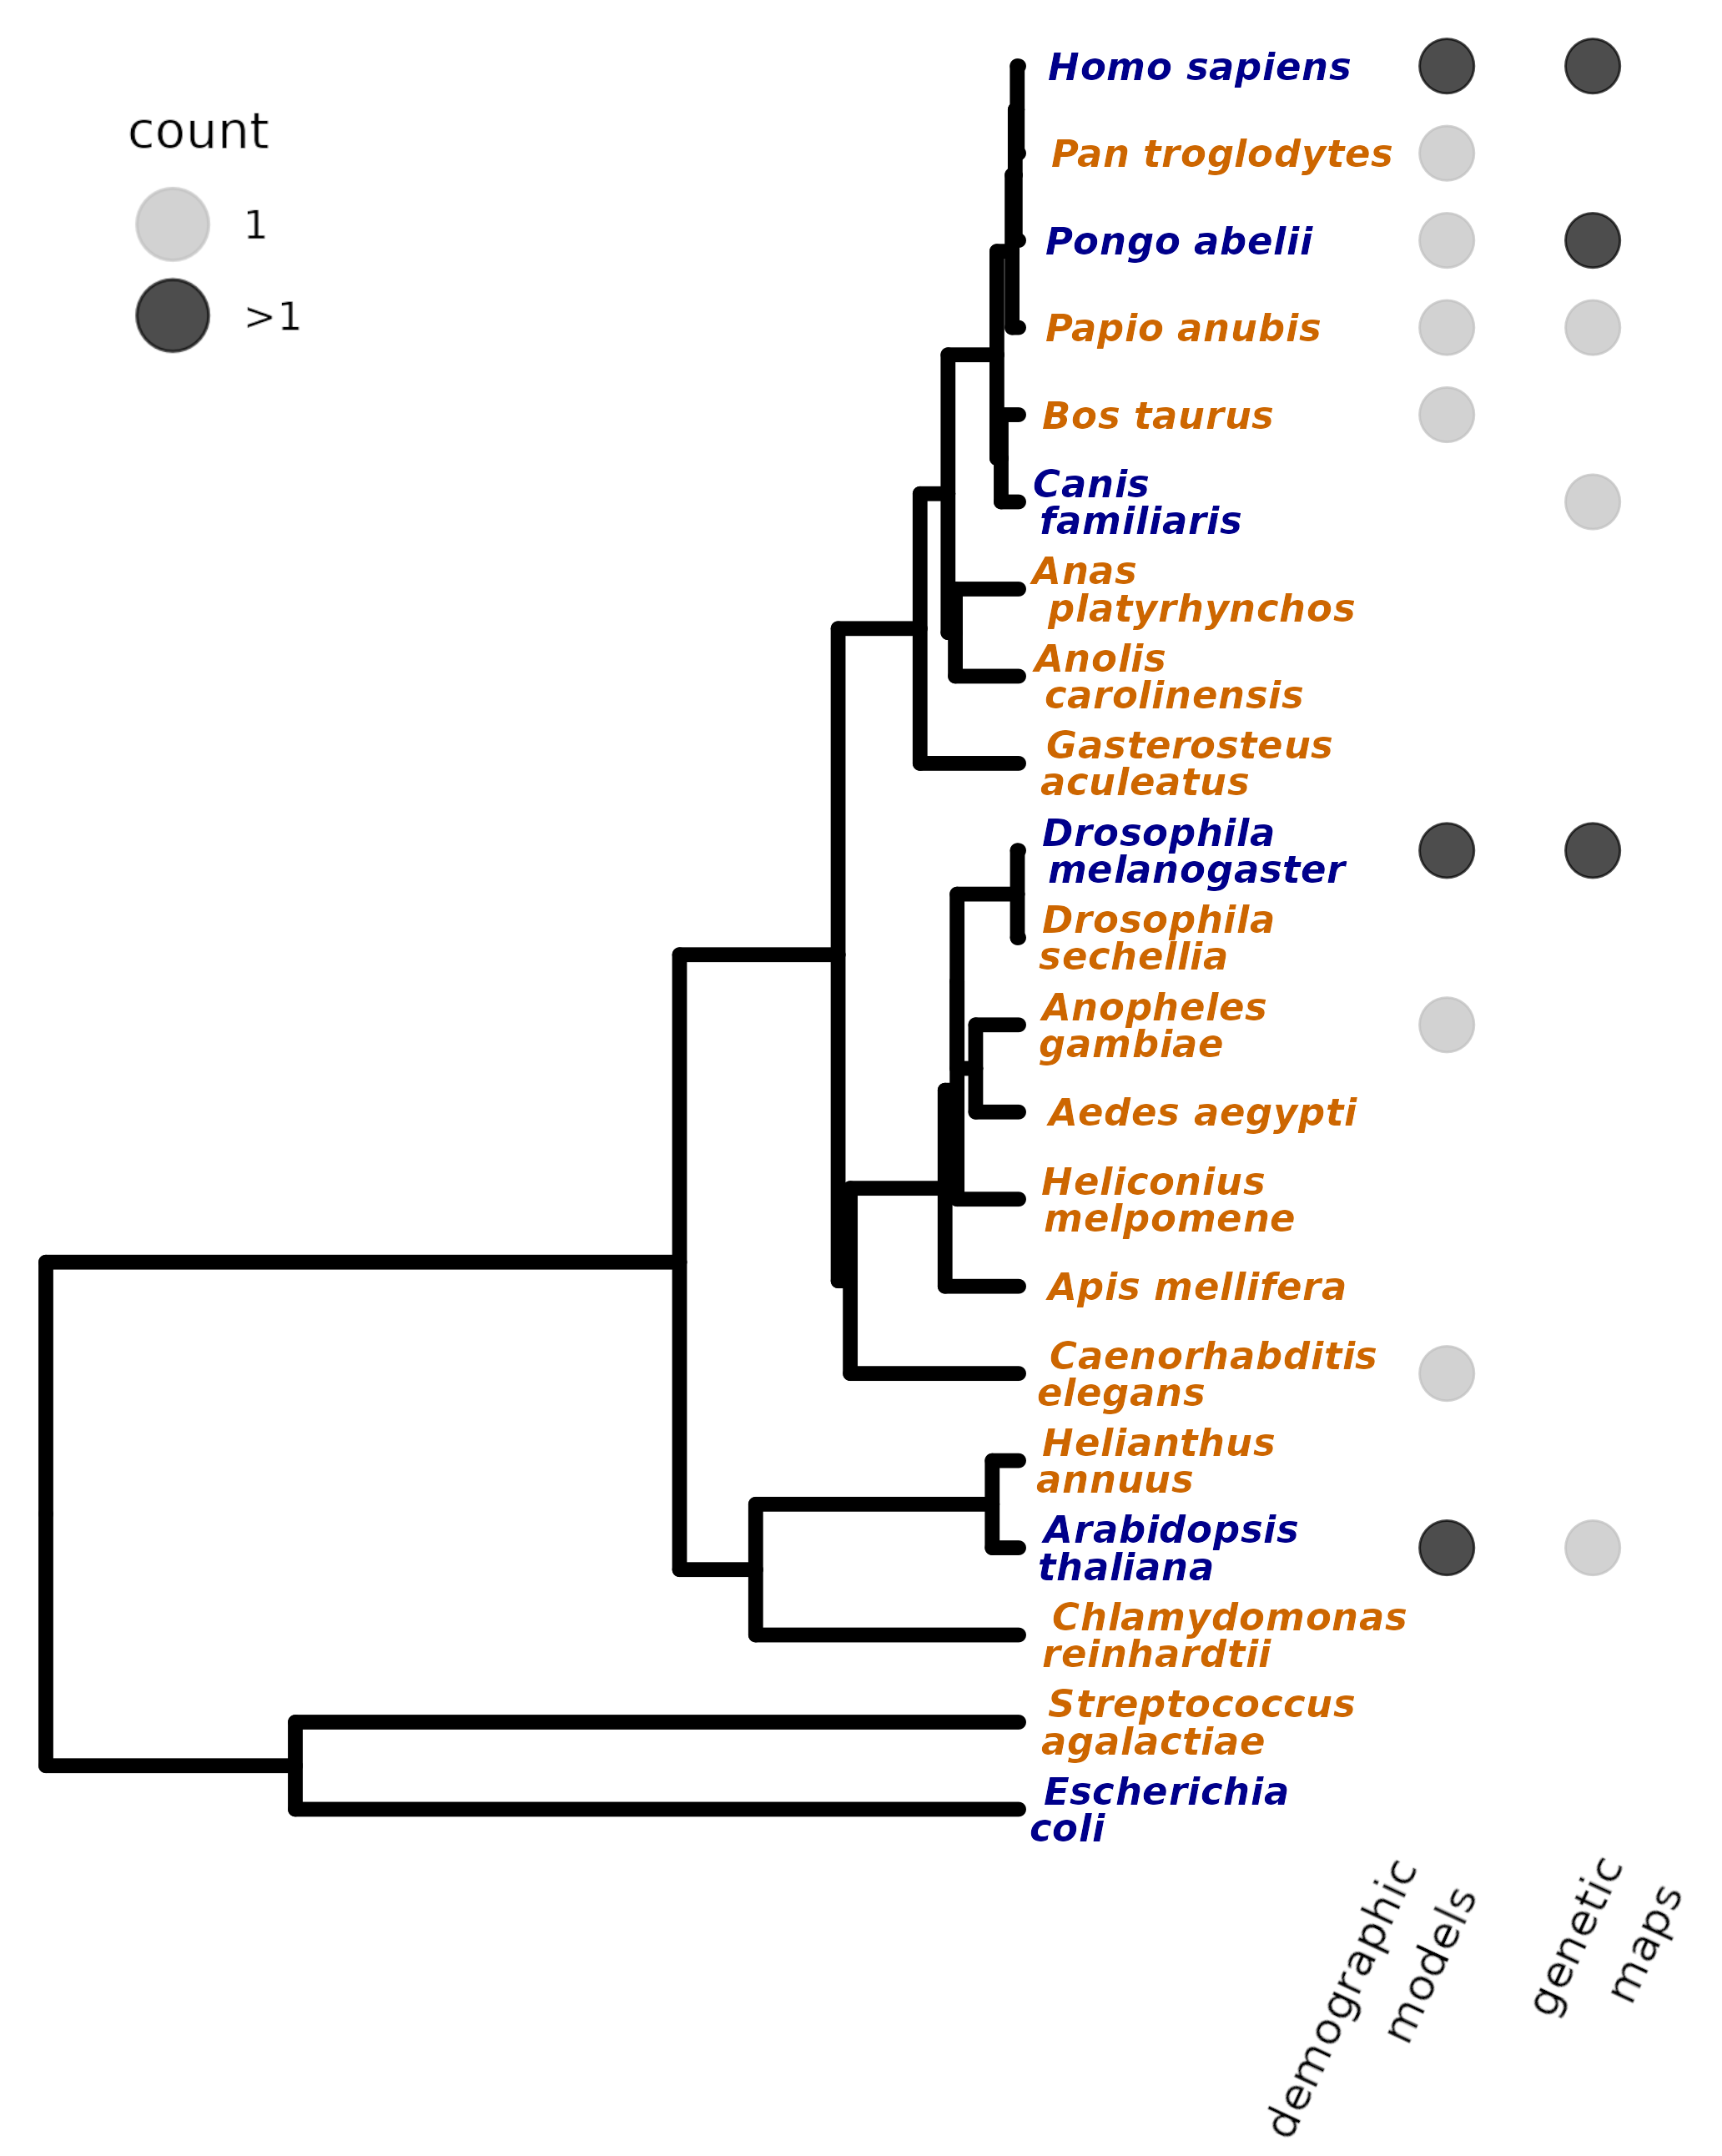 count
1
>1
Homo sapiens
Pan troglodytes
Pongo abelii
Papio anubis
Bos taurus
Canis
familiaris
Anas
platyrhynchos
Anolis
carolinensis
Gasterosteus
aculeatus
Drosophila
melanogaster
Drosophila
sechellia
Anopheles
gambiae
Aedes aegypti
Heliconius
melpomene
Apis mellifera
Caenorhabditis
elegans
Helianthus
annuus
Arabidopsis
thaliana
Chlamydomonas
reinhardtii
Streptococcus
agalactiae
Escherichia
coli
demographic
models
genetic
maps